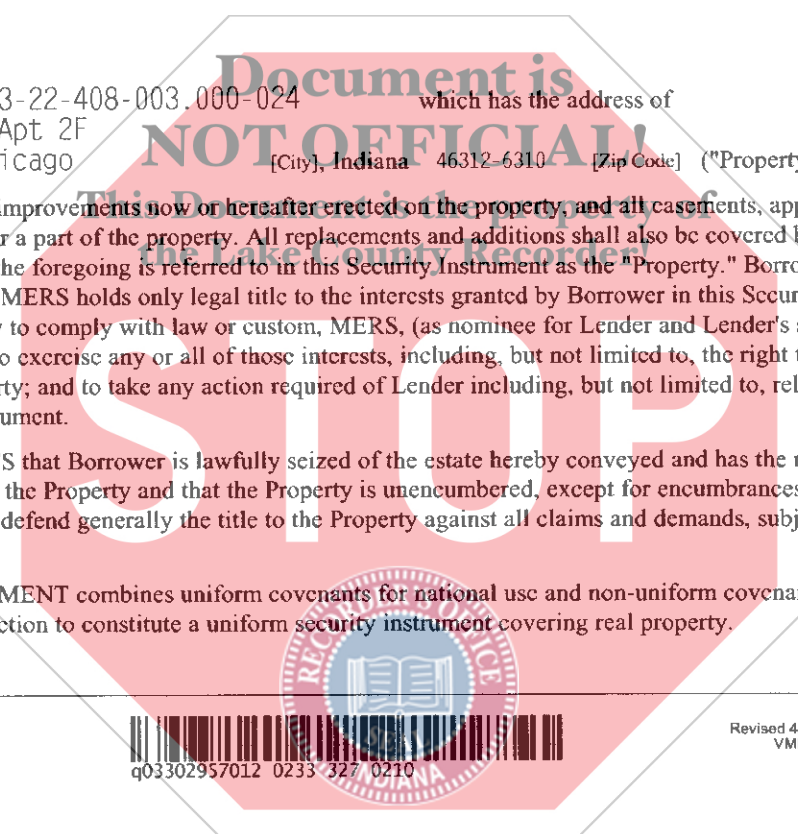 Document is
3-22-408-003.000-024 which has the address of
Apt 2F
NOT OFFICIAL!
icago [City], Indiana 46312-6310 [Zip Code] ("Property
This Document is the property of
improvements now or hereafter erected on the property, and all easements, app
r a part of the property. All replacements and additions shall also be covered b
the Lake County Recorder!
he foregoing is referred to in this Security Instrument as the "Property." Borro
MERS holds only legal title to the interests granted by Borrower in this Secur
y to comply with law or custom, MERS, (as nominee for Lender and Lender's s
o exercise any or all of those interests, including, but not limited to, the right t
rty; and to take any action required of Lender including, but not limited to, rel
ument.
STOP
S that Borrower is lawfully seized of the estate hereby conveyed and has the r
the Property and that the Property is unencumbered, except for encumbrances
defend generally the title to the Property against all claims and demands, subj
MENT combines uniform covenants for national use and non-uniform covenan
ction to constitute a uniform security instrument covering real property.
RECORDER'S OFFICE
SEAL
INDIANA
Revised 4
VM
q03302957012 0233 327 0210